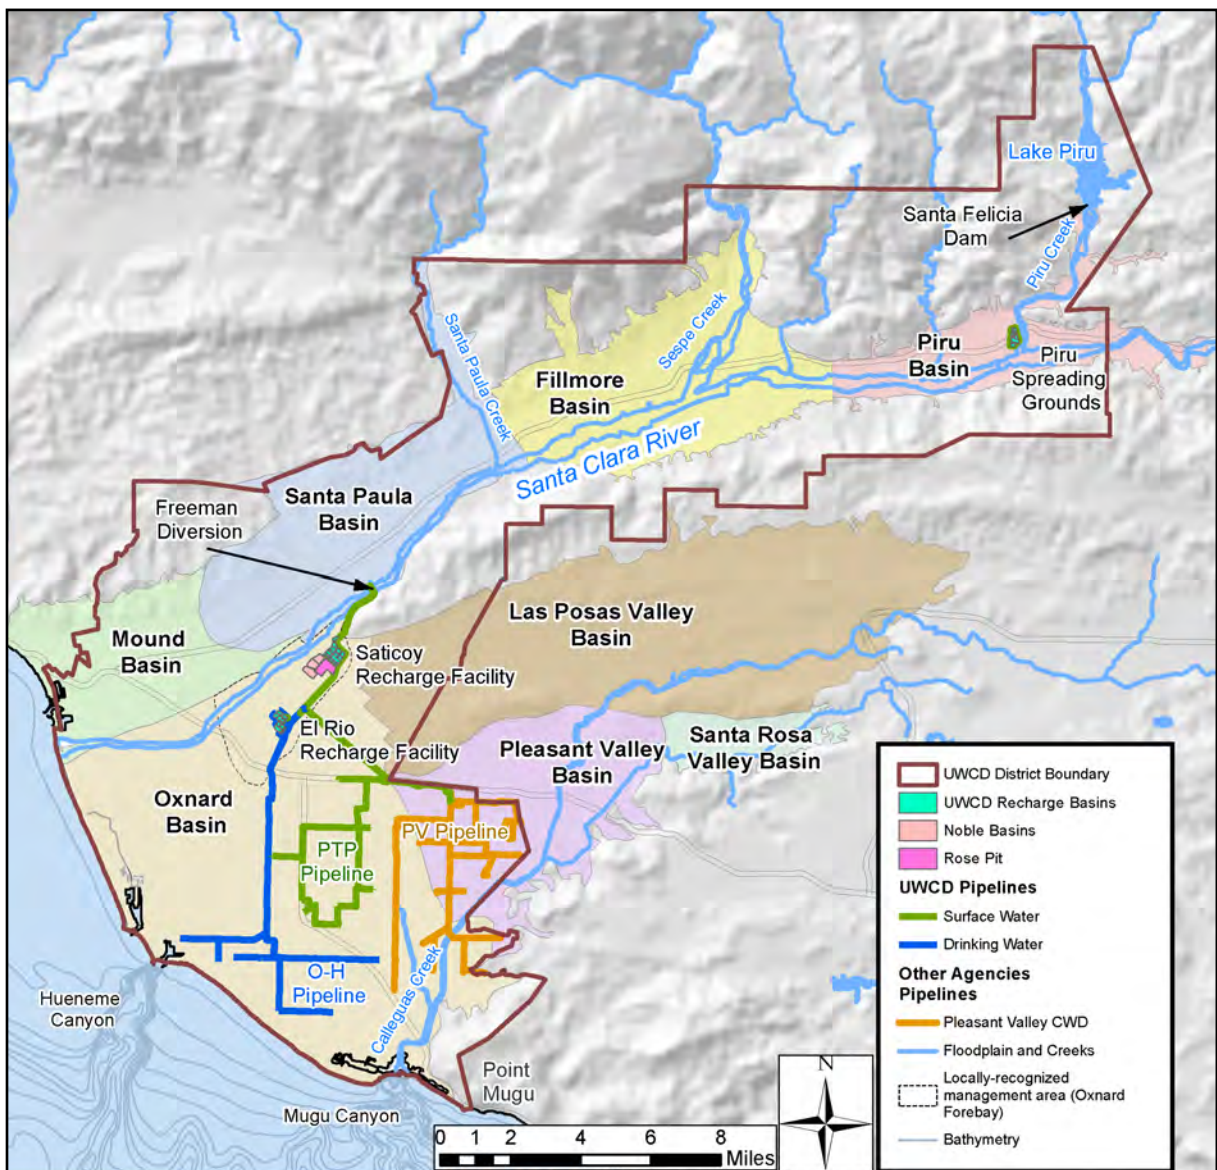 Lake Piru
Santa Felicia
Dam
Piru Creek
Santa Paula Creek
Sespe Creek
Fillmore
Basin
Piru
Basin
Piru
Spreading
Grounds
Santa Clara River
Santa Paula
Basin
Freeman
Diversion
Las Posas Valley
Basin
Mound
Basin
Saticoy
Recharge Facility
El Rio
Recharge Facility
Pleasant Valley
Basin
Santa Rosa
Valley Basin
Oxnard
Basin
PV Pipeline
PTP
Pipeline
O-H
Pipeline
Calleguas Creek
Hueneme
Canyon
Mugu Canyon
Point
Mugu
UWCD District Boundary
UWCD Recharge Basins
Noble Basins
Rose Pit
UWCD Pipelines
Surface Water
Drinking Water
Other Agencies
Pipelines
Pleasant Valley CWD
Floodplain and Creeks
Locally-recognized
management area (Oxnard
Forebay)
Bathymetry
N
0 1 2 4 6 8
Miles